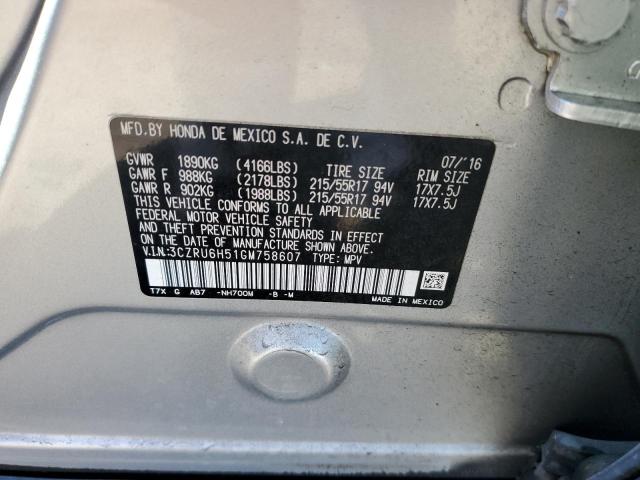 MFD.BY HONDA DE MEXICO S.A. DE C.V.
07/'16
GVWR 1890KG (4166LBS) TIRE SIZE RIM SIZE
GAWR F 988KG (2178LBS) 215/55R17 94V 17X7.5J
GAWR R 902KG (1988LBS) 215/55R17 94V 17X7.5J
THIS VEHICLE CONFORMS TO ALL APPLICABLE
FEDERAL MOTOR VEHICLE SAFETY
AND THEFT PREVENTION STANDARDS IN EFFECT
ON THE DATE OF MANUFACTURE SHOWN ABOVE.
V.I.N.:3CZRU6H51GM758607 TYPE: MPV
T7X G AB7 -NH700M -B -M MADE IN MEXICO